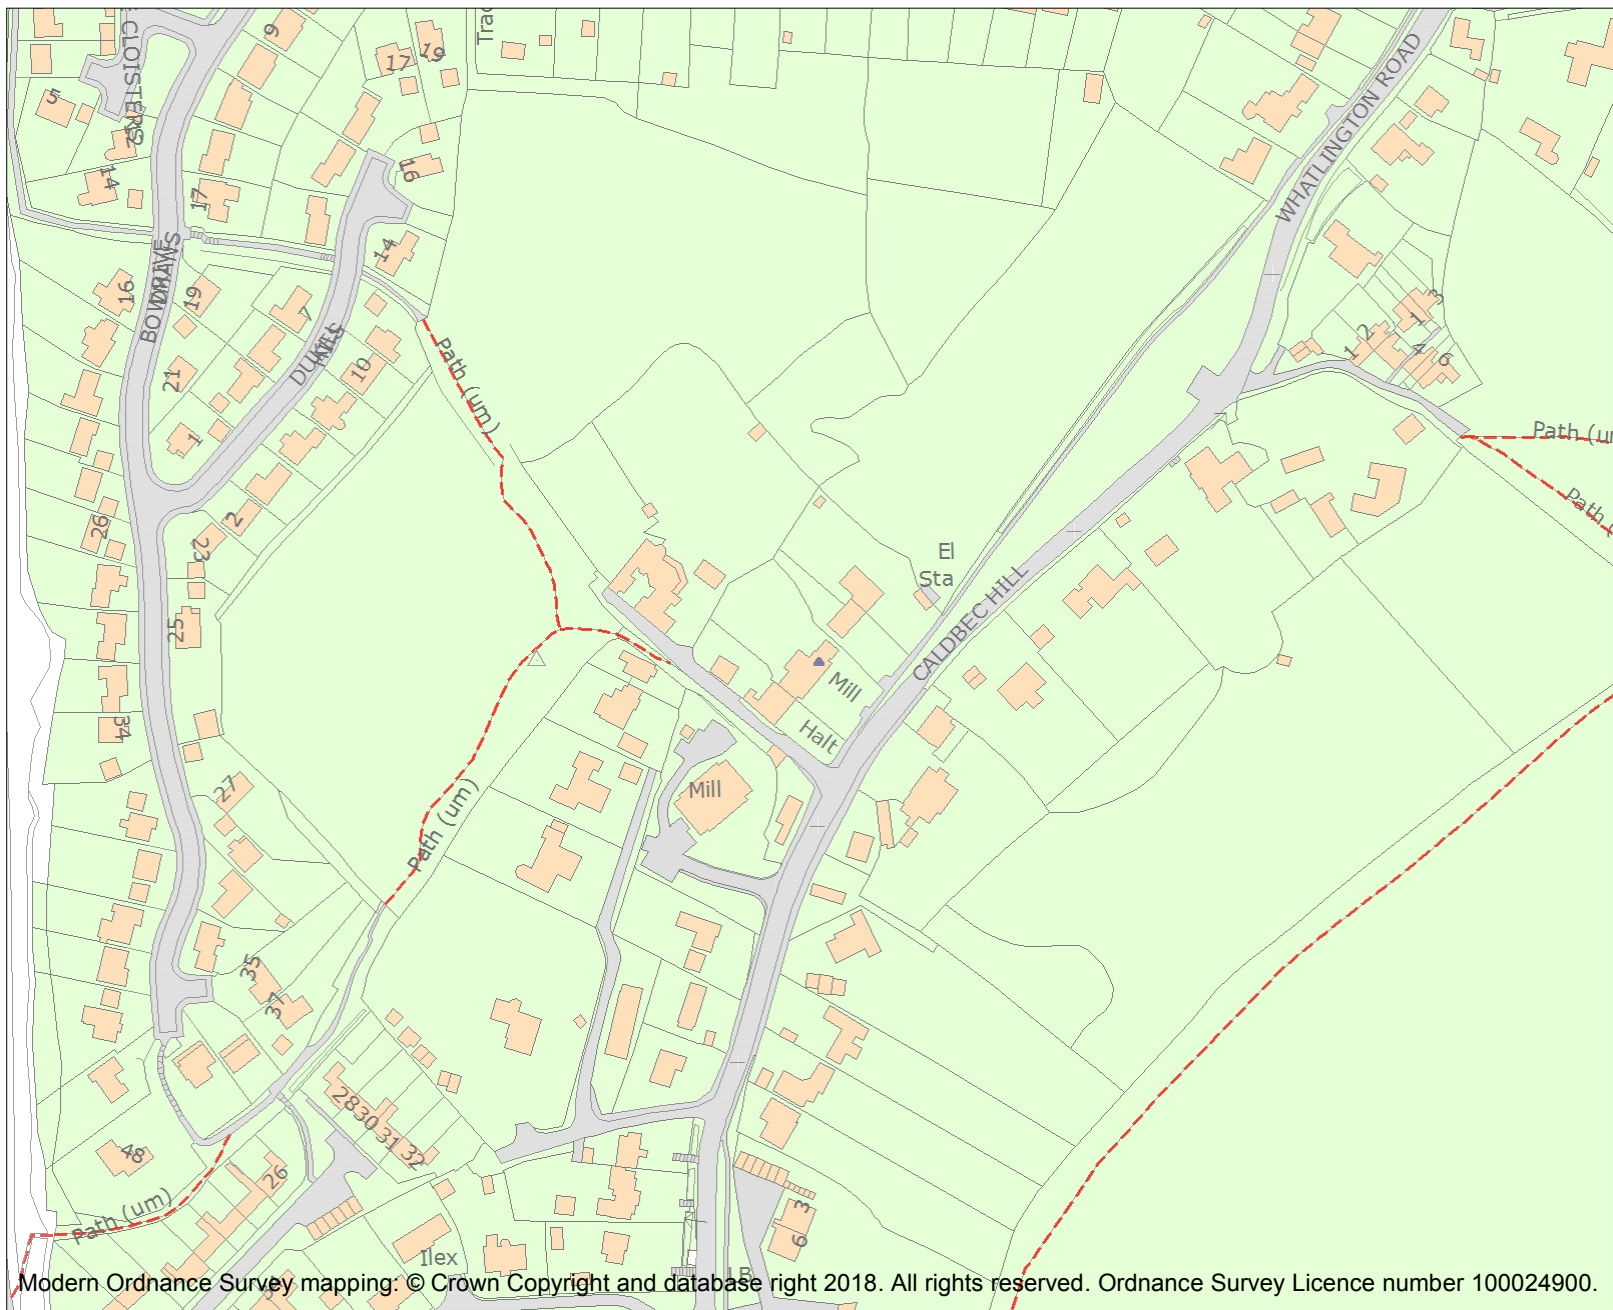 CLOISTERS
9
17
19
Trac
5
12
14
17
16
14
WHATLINGTON ROAD
BOW DRAWS
DRIVE
16
19
7
DUKES
10
21
1
Path (um)
3
1
2
1
4
6
Path (u
Path (
26
2
23
El
Sta
25
CALDBEC HILL
Mill
34
Halt
Mill
27
Path (um)
35
37
28
30
31
32
48
26
Path (um)
3
6
Ilex
LB
Modern Ordnance Survey mapping: © Crown Copyright and database right 2018. All rights reserved. Ordnance Survey Licence number 100024900.